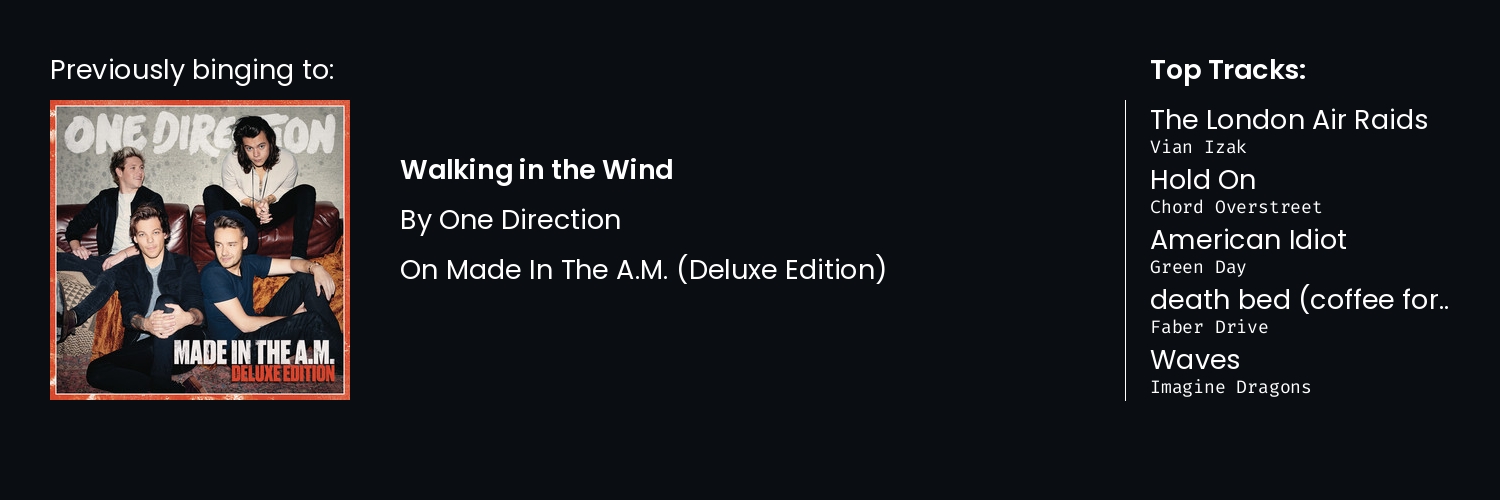 Previously binging to:
ONE DIRECTION
MADE IN THE A.M.
DELUXE EDITION
Walking in the Wind
By One Direction
On Made In The A.M. (Deluxe Edition)
Top Tracks:
The London Air Raids
Vian Izak
Hold On
Chord Overstreet
American Idiot
Green Day
death bed (coffee for..
Faber Drive
Waves
Imagine Dragons